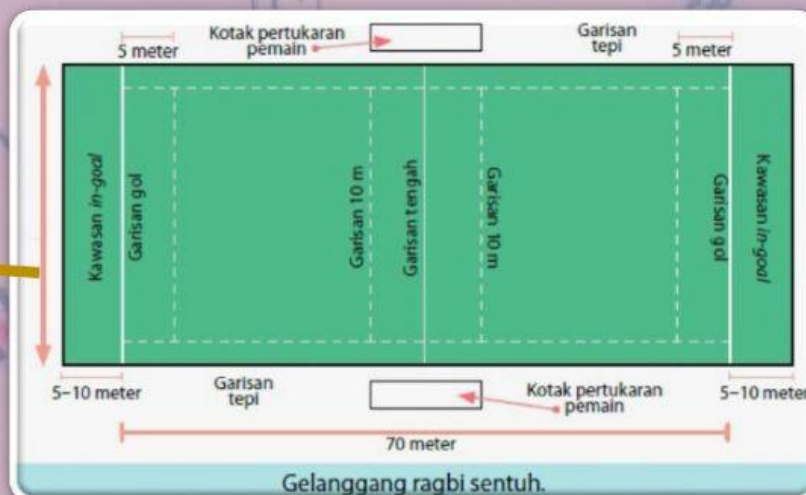 Kotak pertukaran
pemain
5 meter
Garisan
tepi
5 meter
Kawasan in-goal
Garisan gol
Garisan 10 m
Garisan tengah
Garisan 10 m
Garisan gol
Kawasan in-goal
5–10 meter
Garisan
tepi
Kotak pertukaran
pemain
5–10 meter
70 meter
Gelanggang ragbi sentuh.